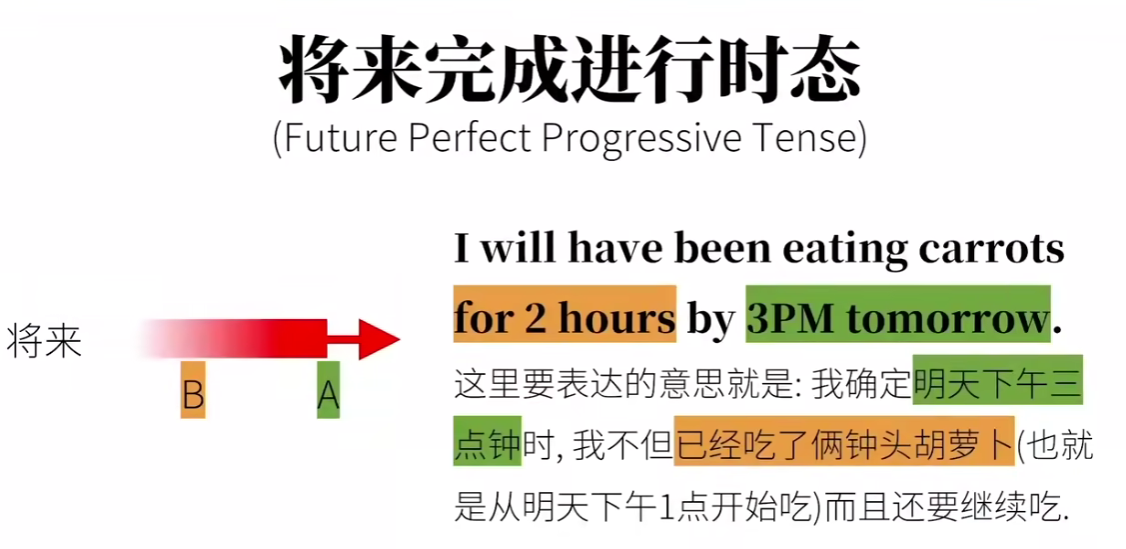 将来完成进行时态
(Future Perfect Progressive Tense)
I will have been eating carrots
for 2 hours by 3PM tomorrow.
将来
B
A
这里要表达的意思就是: 我确定明天下午三
点钟时, 我不但已经吃了俩钟头胡萝卜(也就
是从明天下午1点开始吃)而且还要继续吃.